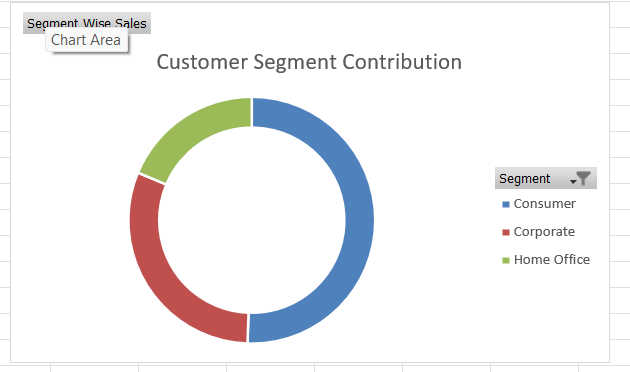 Segment Wise Sales
Chart Area
Customer Segment Contribution
Segment
Consumer
Corporate
Home Office